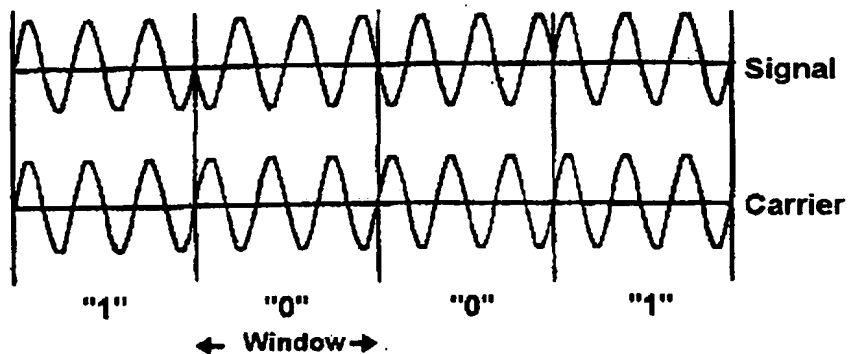 Signal
Carrier
"1" "0" "0" "1"
← Window →